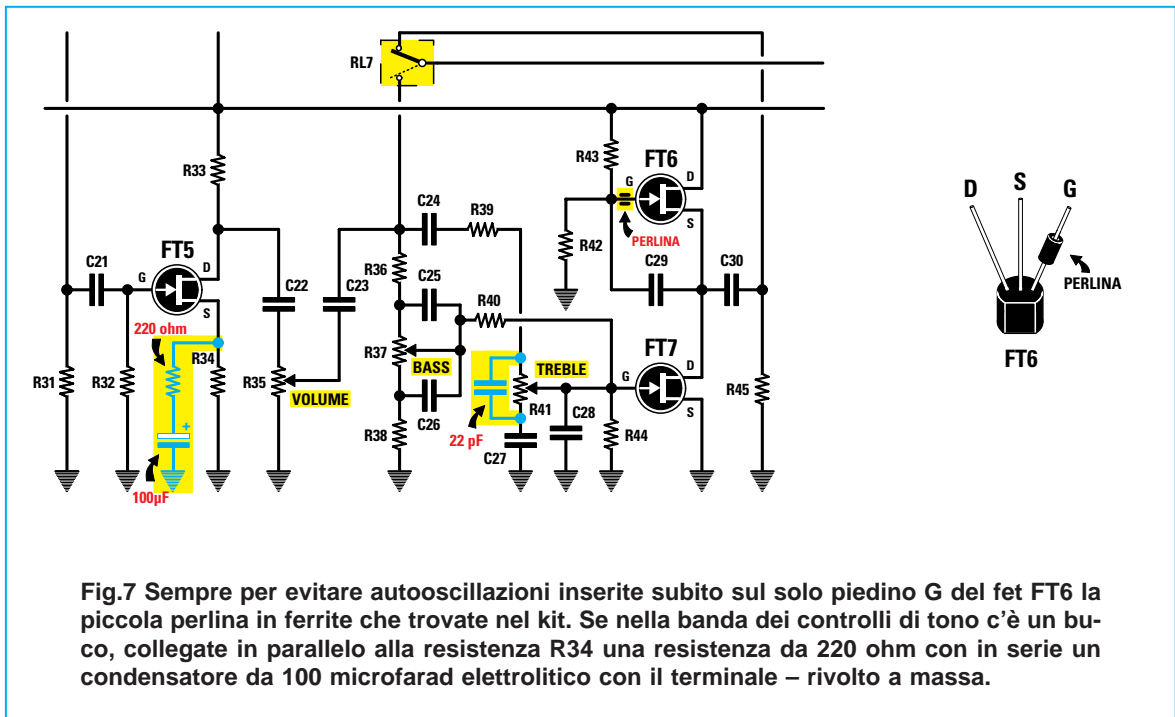 RL7
R33
R43
FT6
G
D
S
PERLINA
C24
R39
R42
D
S
G
PERLINA
FT6
C21
FT5
G
D
S
C22
C23
R36
C25
R40
C29
C30
220 ohm
R31
R32
R34
R35
VOLUME
R37
BASS
TREBLE
FT7
G
D
S
R45
+
100µF
R38
C26
22 pF
R41
C27
C28
R44
Fig.7 Sempre per evitare autooscillazioni inserite subito sul solo piedino G del fet FT6 la
piccola perlina in ferrite che trovate nel kit. Se nella banda dei controlli di tono c'è un bu-
co, collegate in parallelo alla resistenza R34 una resistenza da 220 ohm con in serie un
condensatore da 100 microfarad elettrolitico con il terminale – rivolto a massa.